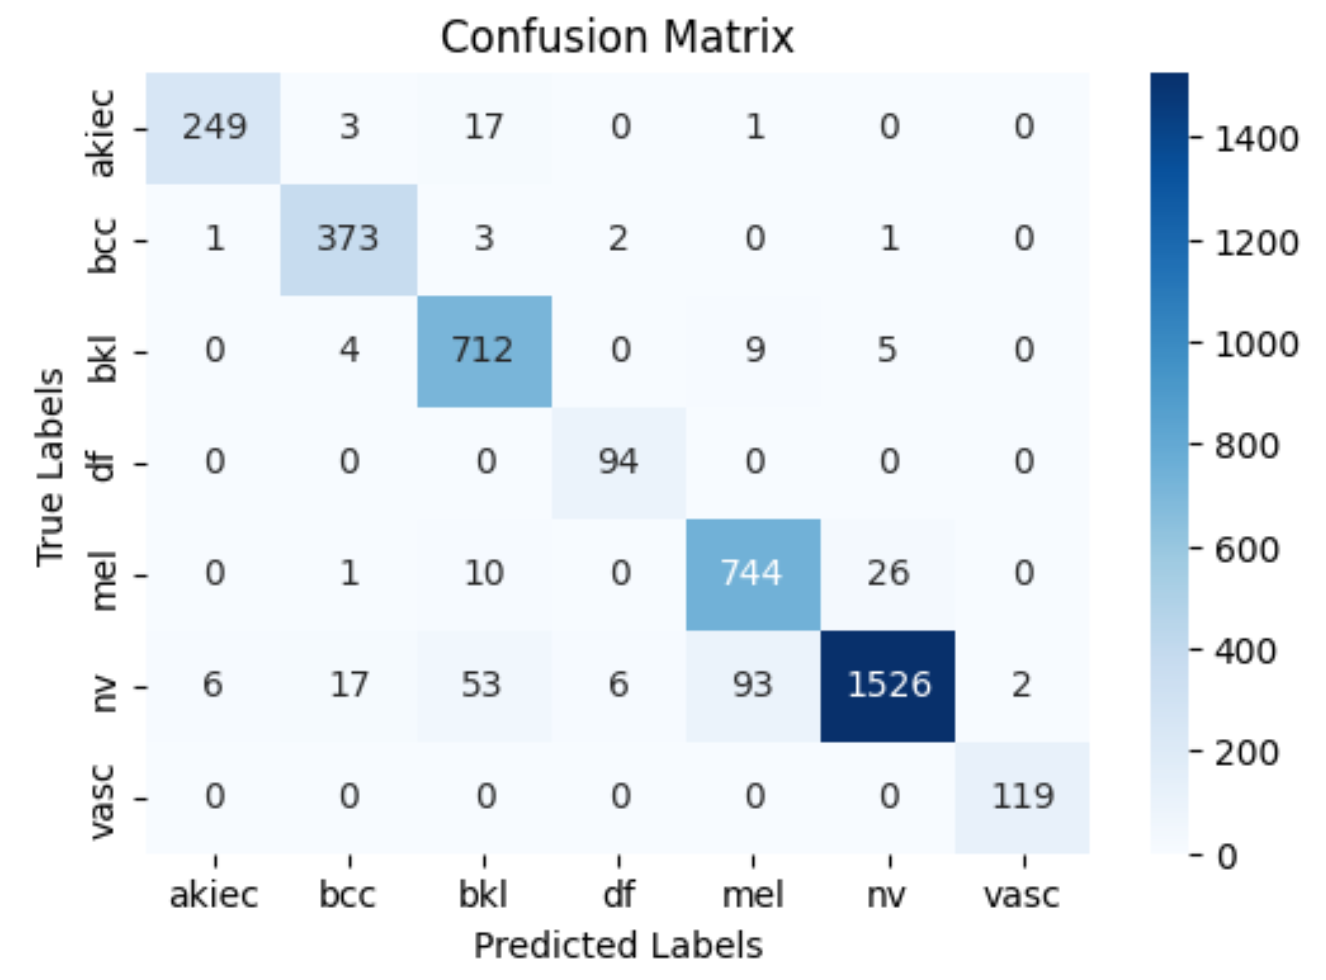 Confusion Matrix
akiec 249 3 17 0 1 0 0
bcc 1 373 3 2 0 1 0
bkl 0 4 712 0 9 5 0
df 0 0 0 94 0 0 0
mel 0 1 10 0 744 26 0
nv 6 17 53 6 93 1526 2
vasc 0 0 0 0 0 0 119
akiec bcc bkl df mel nv vasc
Predicted Labels
True Labels
1400
1200
1000
800
600
400
200
0